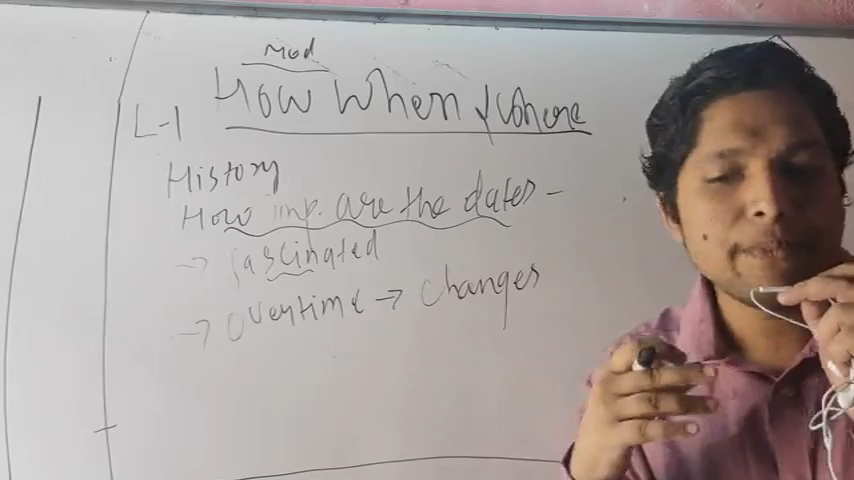 Mod
How When & Where
L-1
History
How imp. are the dates -
-> fascinated
-> Overtime -> Changes